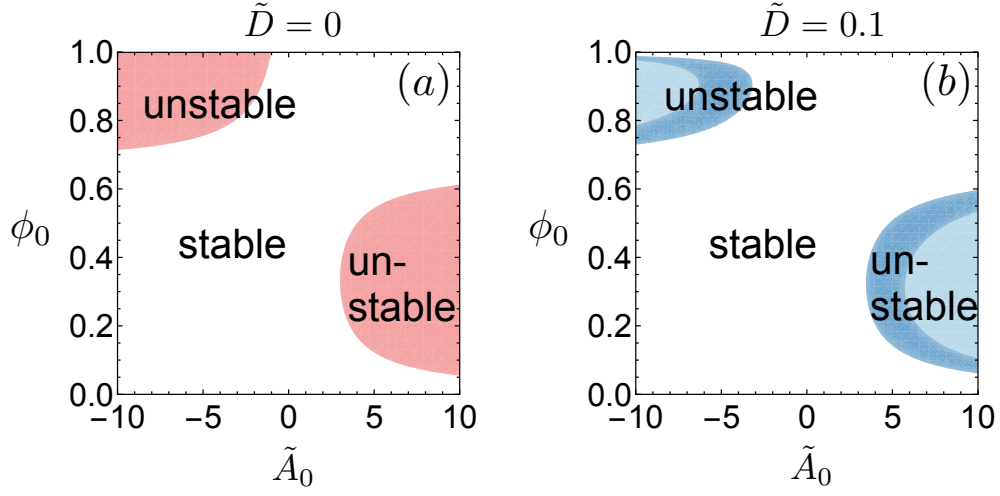 D̃ = 0
1.0
0.8
0.6
0.4
0.2
0.0
ϕ₀
(a)
unstable
stable
un-
stable
−10 −5 0 5 10
Ã₀
D̃ = 0.1
1.0
0.8
0.6
0.4
0.2
0.0
ϕ₀
(b)
unstable
stable
un-
stable
−10 −5 0 5 10
Ã₀